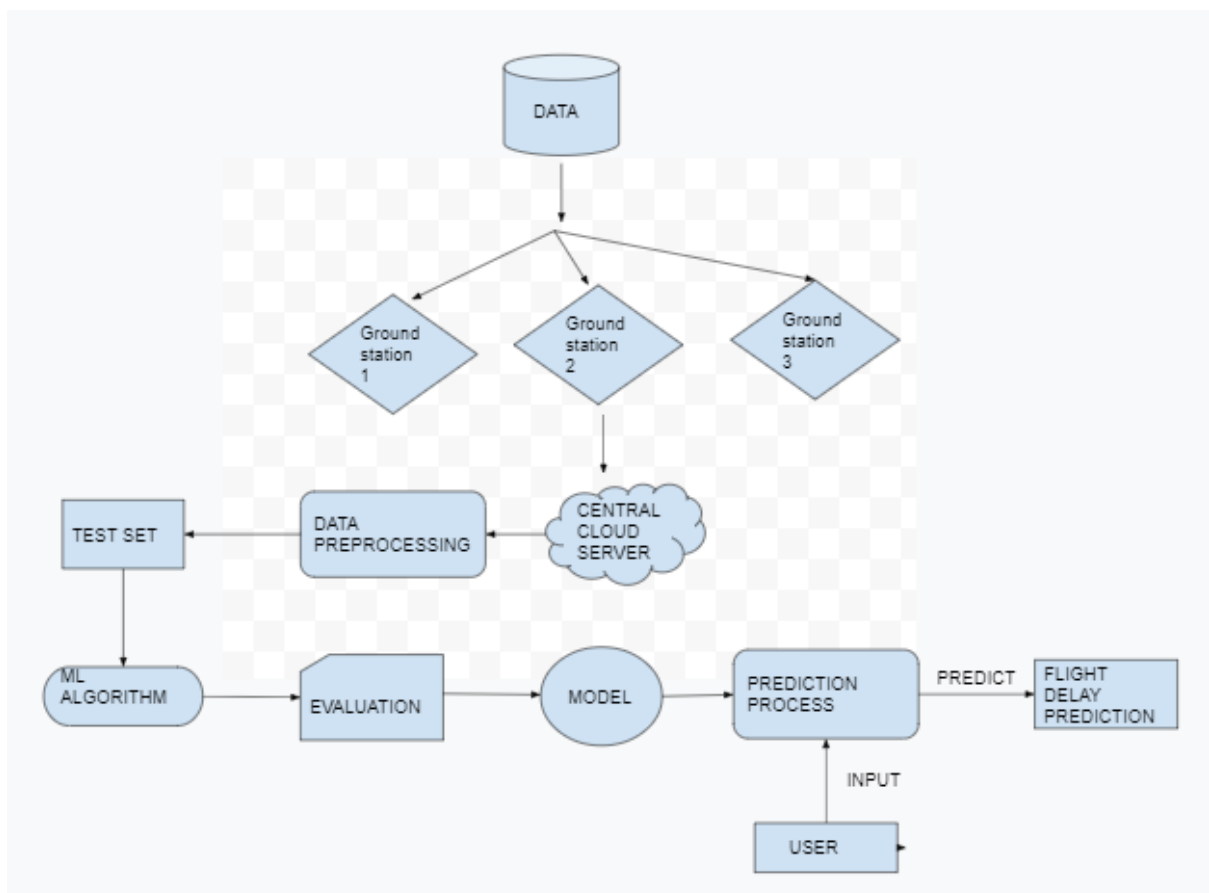 DATA
Ground
station
1
Ground
station
2
Ground
station
3
CENTRAL
CLOUD
SERVER
DATA
PREPROCESSING
TEST SET
ML
ALGORITHM
EVALUATION
MODEL
PREDICTION
PROCESS
PREDICT
FLIGHT
DELAY
PREDICTION
INPUT
USER